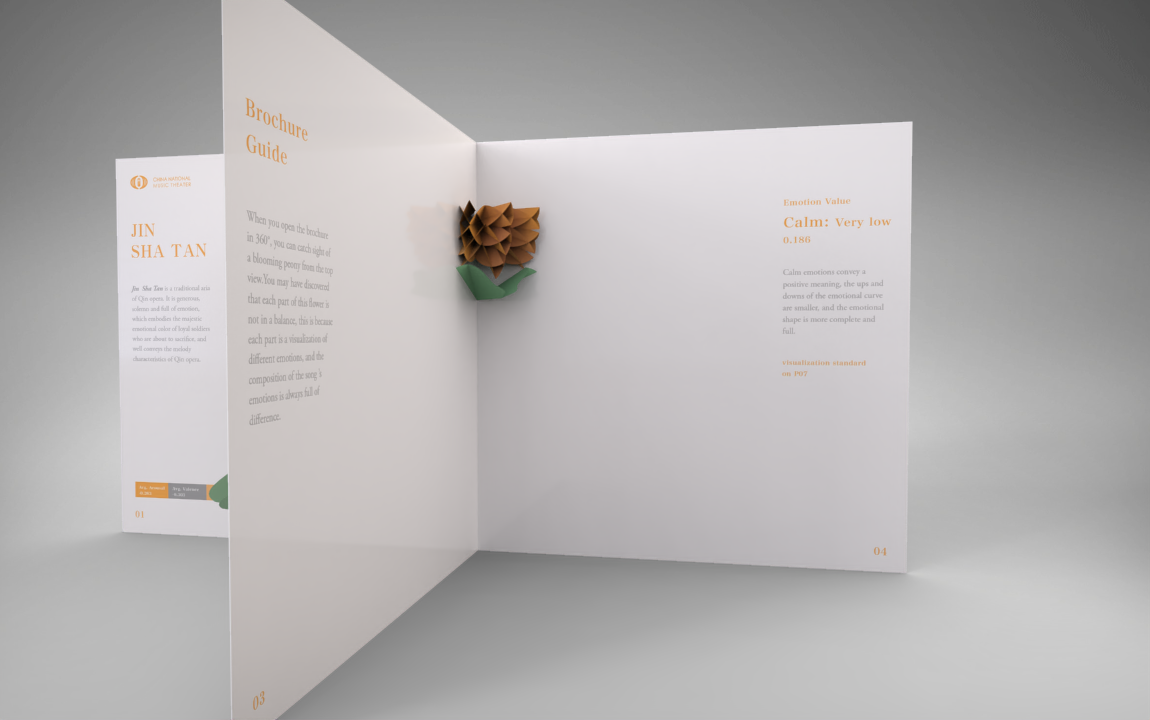 CHINA NATIONAL
MUSIC THEATER
JIN
SHA TAN
Jin Sha Tan is a traditional aria
of Qin opera. It is generous,
solemn and full of emotion,
which embodies the majestic
emotional color of loyal soldiers
who are about to sacrifice, and
well conveys the melody
characteristics of Qin opera.
01
Brochure
Guide
When you open the brochure
in 360°, you can catch sight of
a blooming peony from the top
view.You may have discovered
that each part of this flower is
not in a balance, this is because
each part is a visualization of
different emotions, and the
composition of the song 's
emotions is always full of
difference.
03
Emotion Value
Calm: Very low
0.186
Calm emotions convey a
positive meaning, the ups and
downs of the emotional curve
are smaller, and the emotional
shape is more complete and
full.
visualization standard
on P07
04